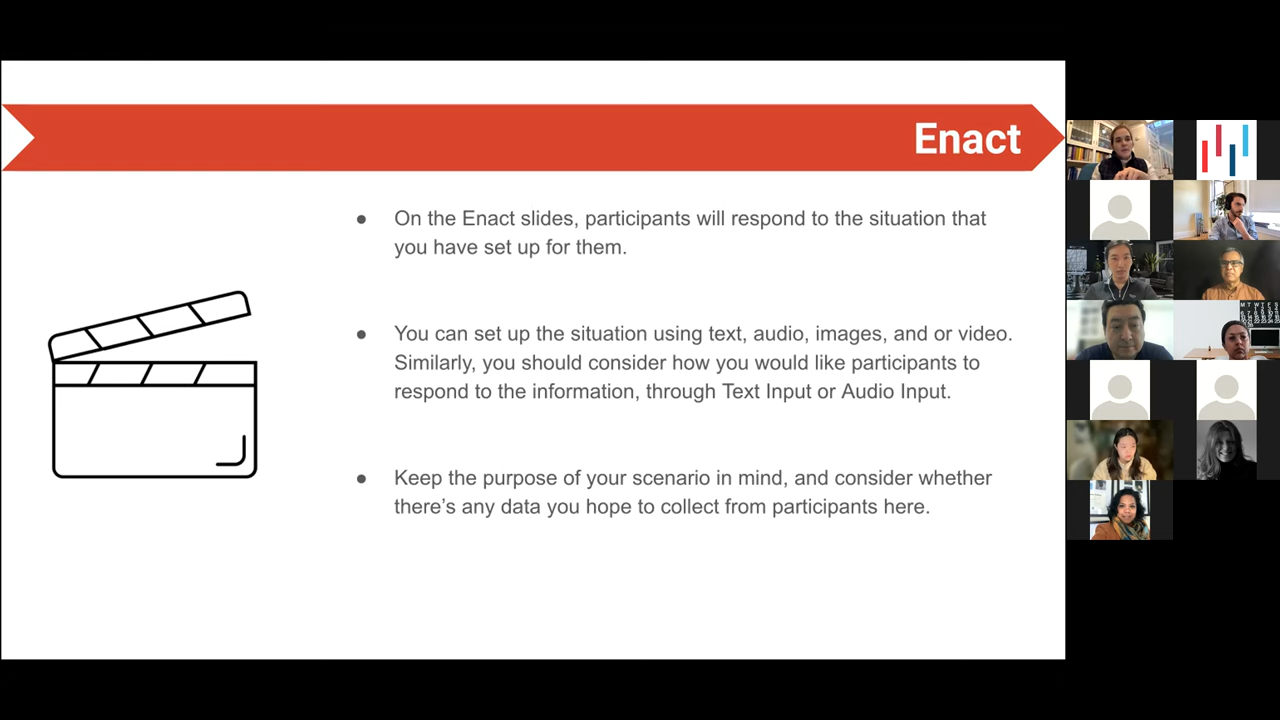 Enact
● On the Enact slides, participants will respond to the situation that
you have set up for them.
● You can set up the situation using text, audio, images, and or video.
Similarly, you should consider how you would like participants to
respond to the information, through Text Input or Audio Input.
● Keep the purpose of your scenario in mind, and consider whether
there’s any data you hope to collect from participants here.